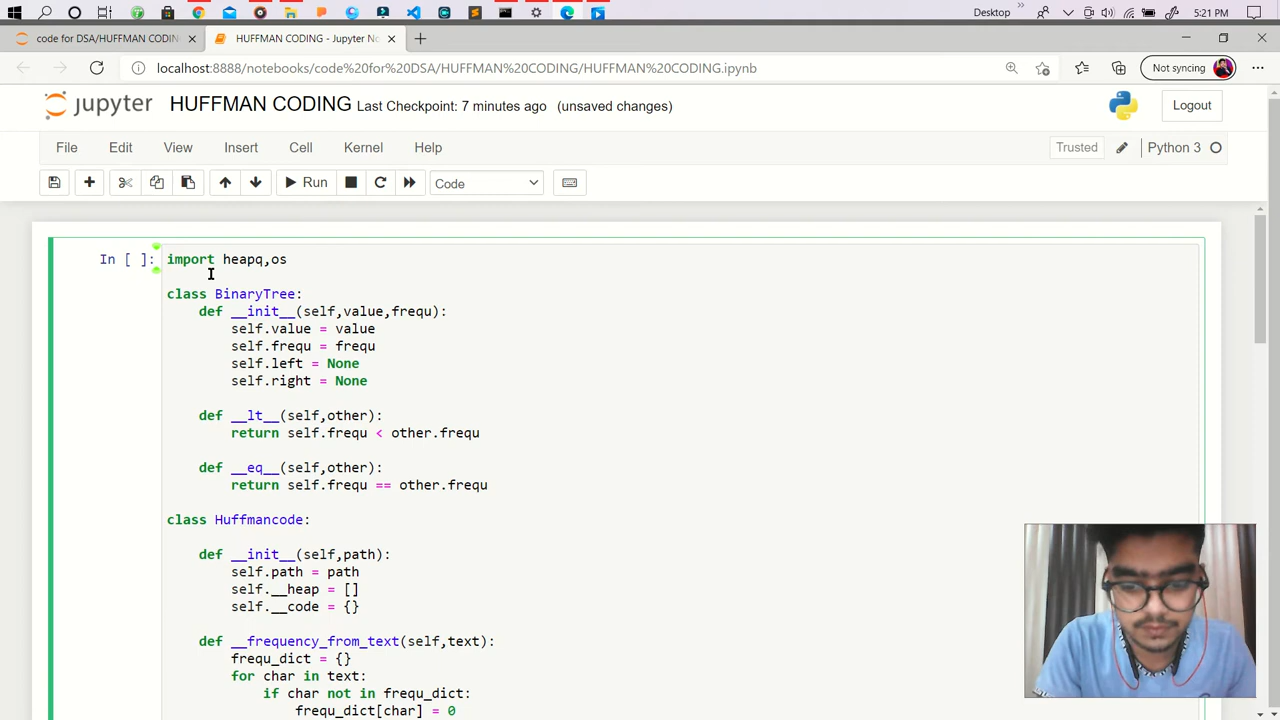 Desktop
5:21 PM
code for DSA/HUFFMAN CODIN
HUFFMAN CODING - Jupyter No
localhost:8888/notebooks/code%20for%20DSA/HUFFMAN%20CODING/HUFFMAN%20CODING.ipynb
Not syncing
jupyter
HUFFMAN CODING Last Checkpoint: 7 minutes ago (unsaved changes)
Logout
File Edit View Insert Cell Kernel Help
Trusted
Python 3
Run
Code
In [ ]:
import heapq,os
class BinaryTree:
def __init__(self,value,frequ):
self.value = value
self.frequ = frequ
self.left = None
self.right = None
def __lt__(self,other):
return self.frequ < other.frequ
def __eq__(self,other):
return self.frequ == other.frequ
class Huffmancode:
def __init__(self,path):
self.path = path
self.__heap = []
self.__code = {}
def __frequency_from_text(self,text):
frequ_dict = {}
for char in text:
if char not in frequ_dict:
frequ_dict[char] = 0